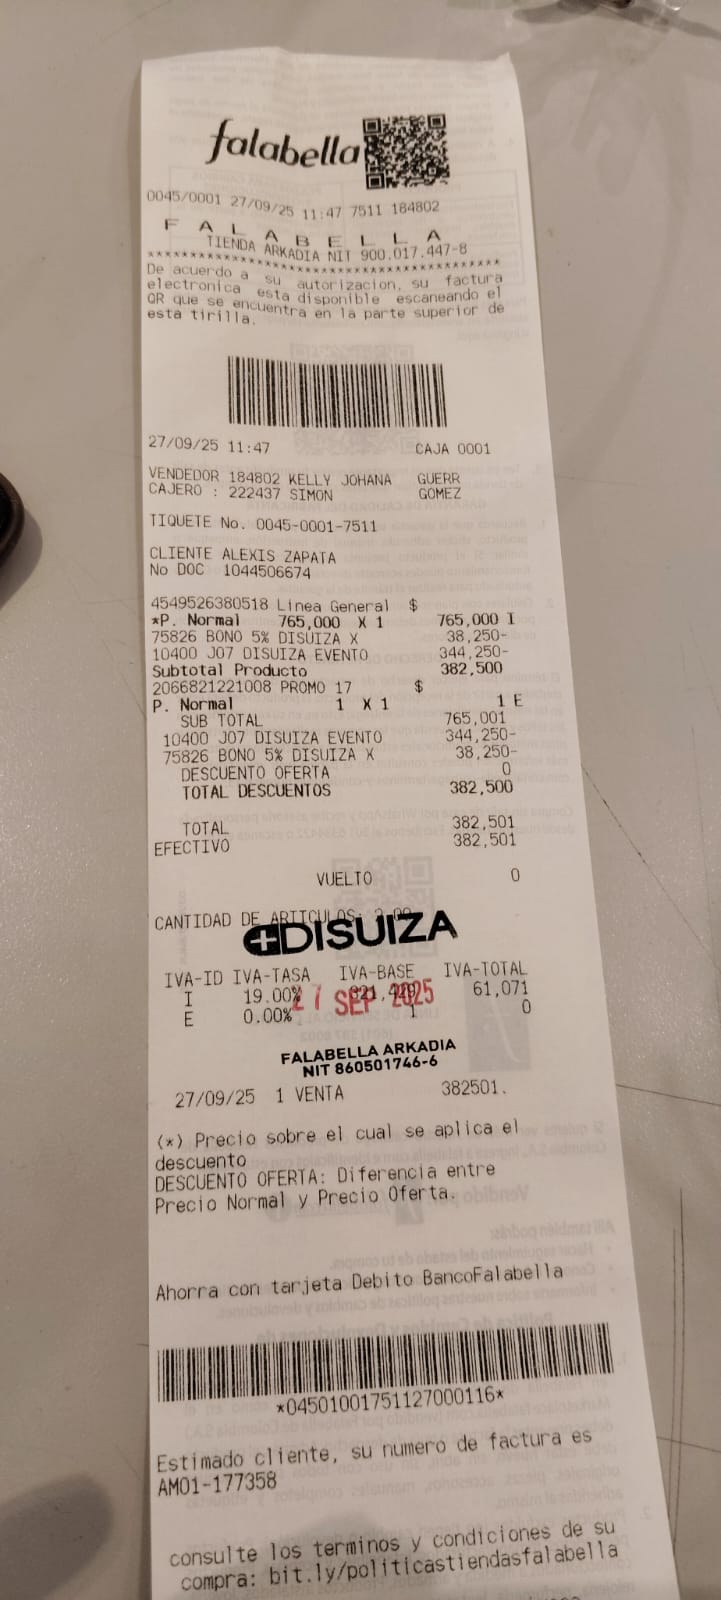 falabella
0045/0001 27/09/25 11:47 7511 184802
F A L A B E L L A
TIENDA ARKADIA NIT 900.017.447-8
****************************************
De acuerdo a su autorizacion, su factura
electronica esta disponible escaneando el
QR que se encuentra en la parte superior de
esta tirilla.
27/09/25 11:47 CAJA 0001
VENDEDOR 184802 KELLY JOHANA GUERR
CAJERO : 222437 SIMON GOMEZ
TIQUETE No. 0045-0001-7511
CLIENTE ALEXIS ZAPATA
No DOC 1044506674
4549526380518 Linea General $
*P. Normal 765,000 X 1 765,000 I
75826 BONO 5% DISUIZA X 38,250-
10400 J07 DISUIZA EVENTO 344,250-
Subtotal Producto 382,500
2066821221008 PROMO 17 $
P. Normal 1 X 1 1 E
SUB TOTAL 765,001
10400 J07 DISUIZA EVENTO 344,250-
75826 BONO 5% DISUIZA X 38,250-
DESCUENTO OFERTA 0
TOTAL DESCUENTOS 382,500
TOTAL 382,501
EFECTIVO 382,501
VUELTO 0
CANTIDAD DE ARTICULOS:
DISUIZA
IVA-ID IVA-TASA IVA-BASE IVA-TOTAL
I 19.00% 321,429 61,071
27 SEP 2025
E 0.00% 1 0
FALABELLA ARKADIA
NIT 860501746-6
27/09/25 1 VENTA 382501.
(*) Precio sobre el cual se aplica el
descuento
DESCUENTO OFERTA: Diferencia entre
Precio Normal y Precio Oferta.
Ahorra con tarjeta Debito BancoFalabella
*04501001751127000116*
Estimado cliente, su numero de factura es
AM01-177358
consulte los terminos y condiciones de su
compra: bit.ly/politicastiendasfalabella